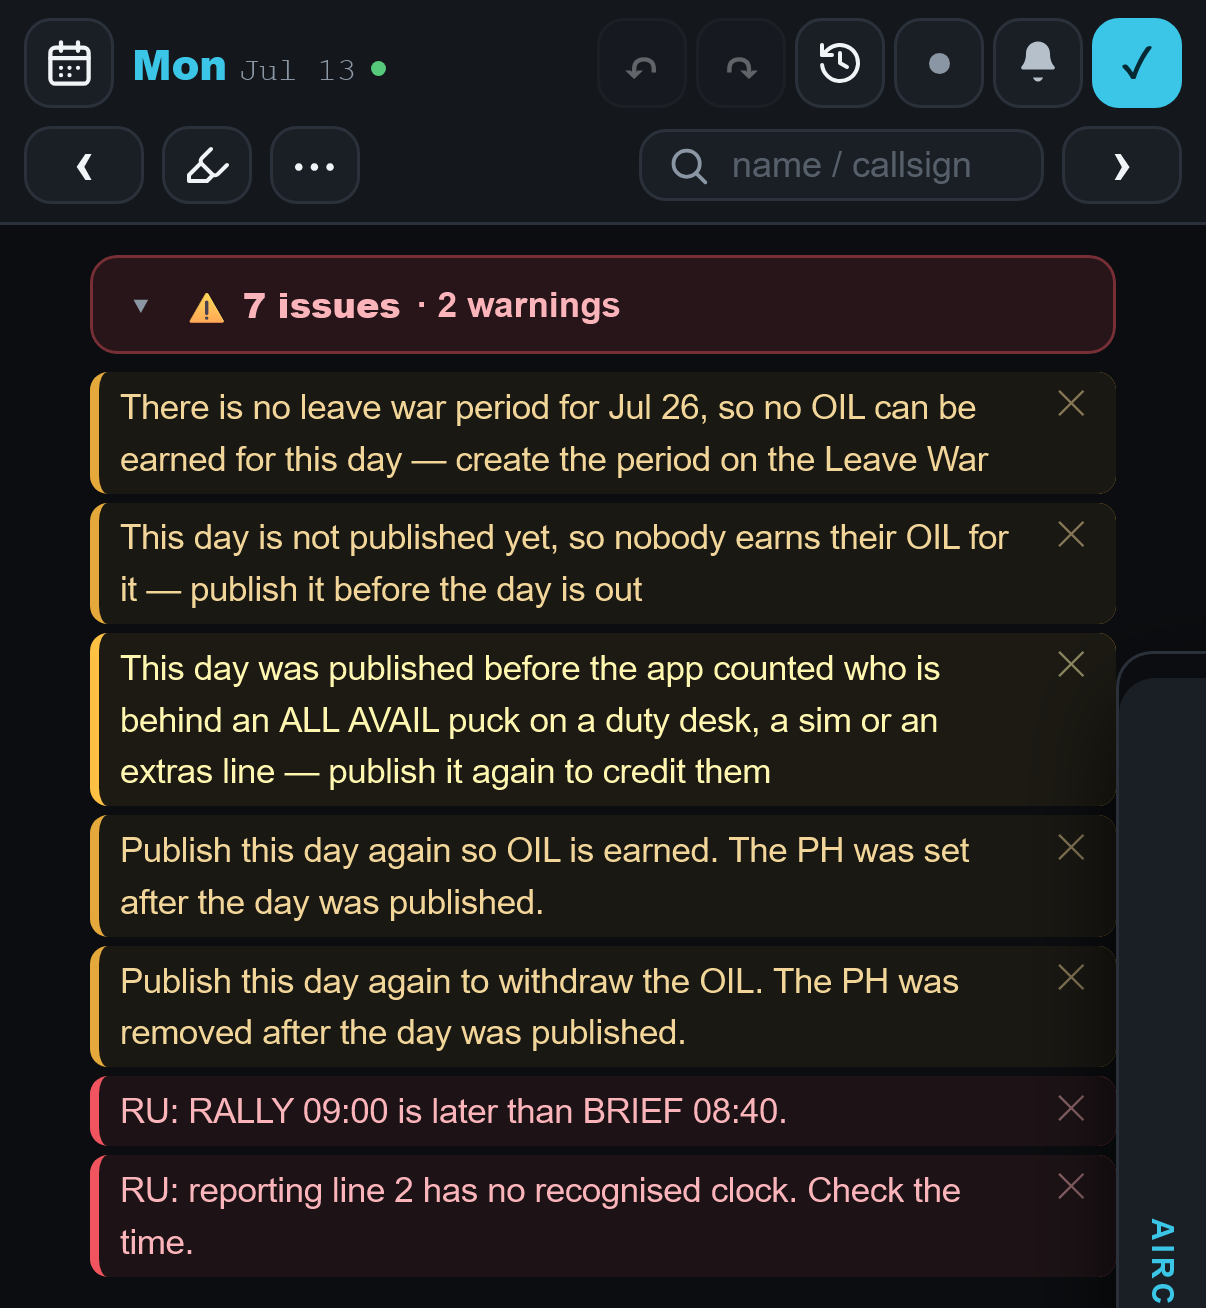 Mon Jul 13
name / callsign
7 issues · 2 warnings
There is no leave war period for Jul 26, so no OIL can be
earned for this day — create the period on the Leave War
This day is not published yet, so nobody earns their OIL for
it — publish it before the day is out
This day was published before the app counted who is
behind an ALL AVAIL puck on a duty desk, a sim or an
extras line — publish it again to credit them
Publish this day again so OIL is earned. The PH was set
after the day was published.
Publish this day again to withdraw the OIL. The PH was
removed after the day was published.
RU: RALLY 09:00 is later than BRIEF 08:40.
RU: reporting line 2 has no recognised clock. Check the
time.
AIRC